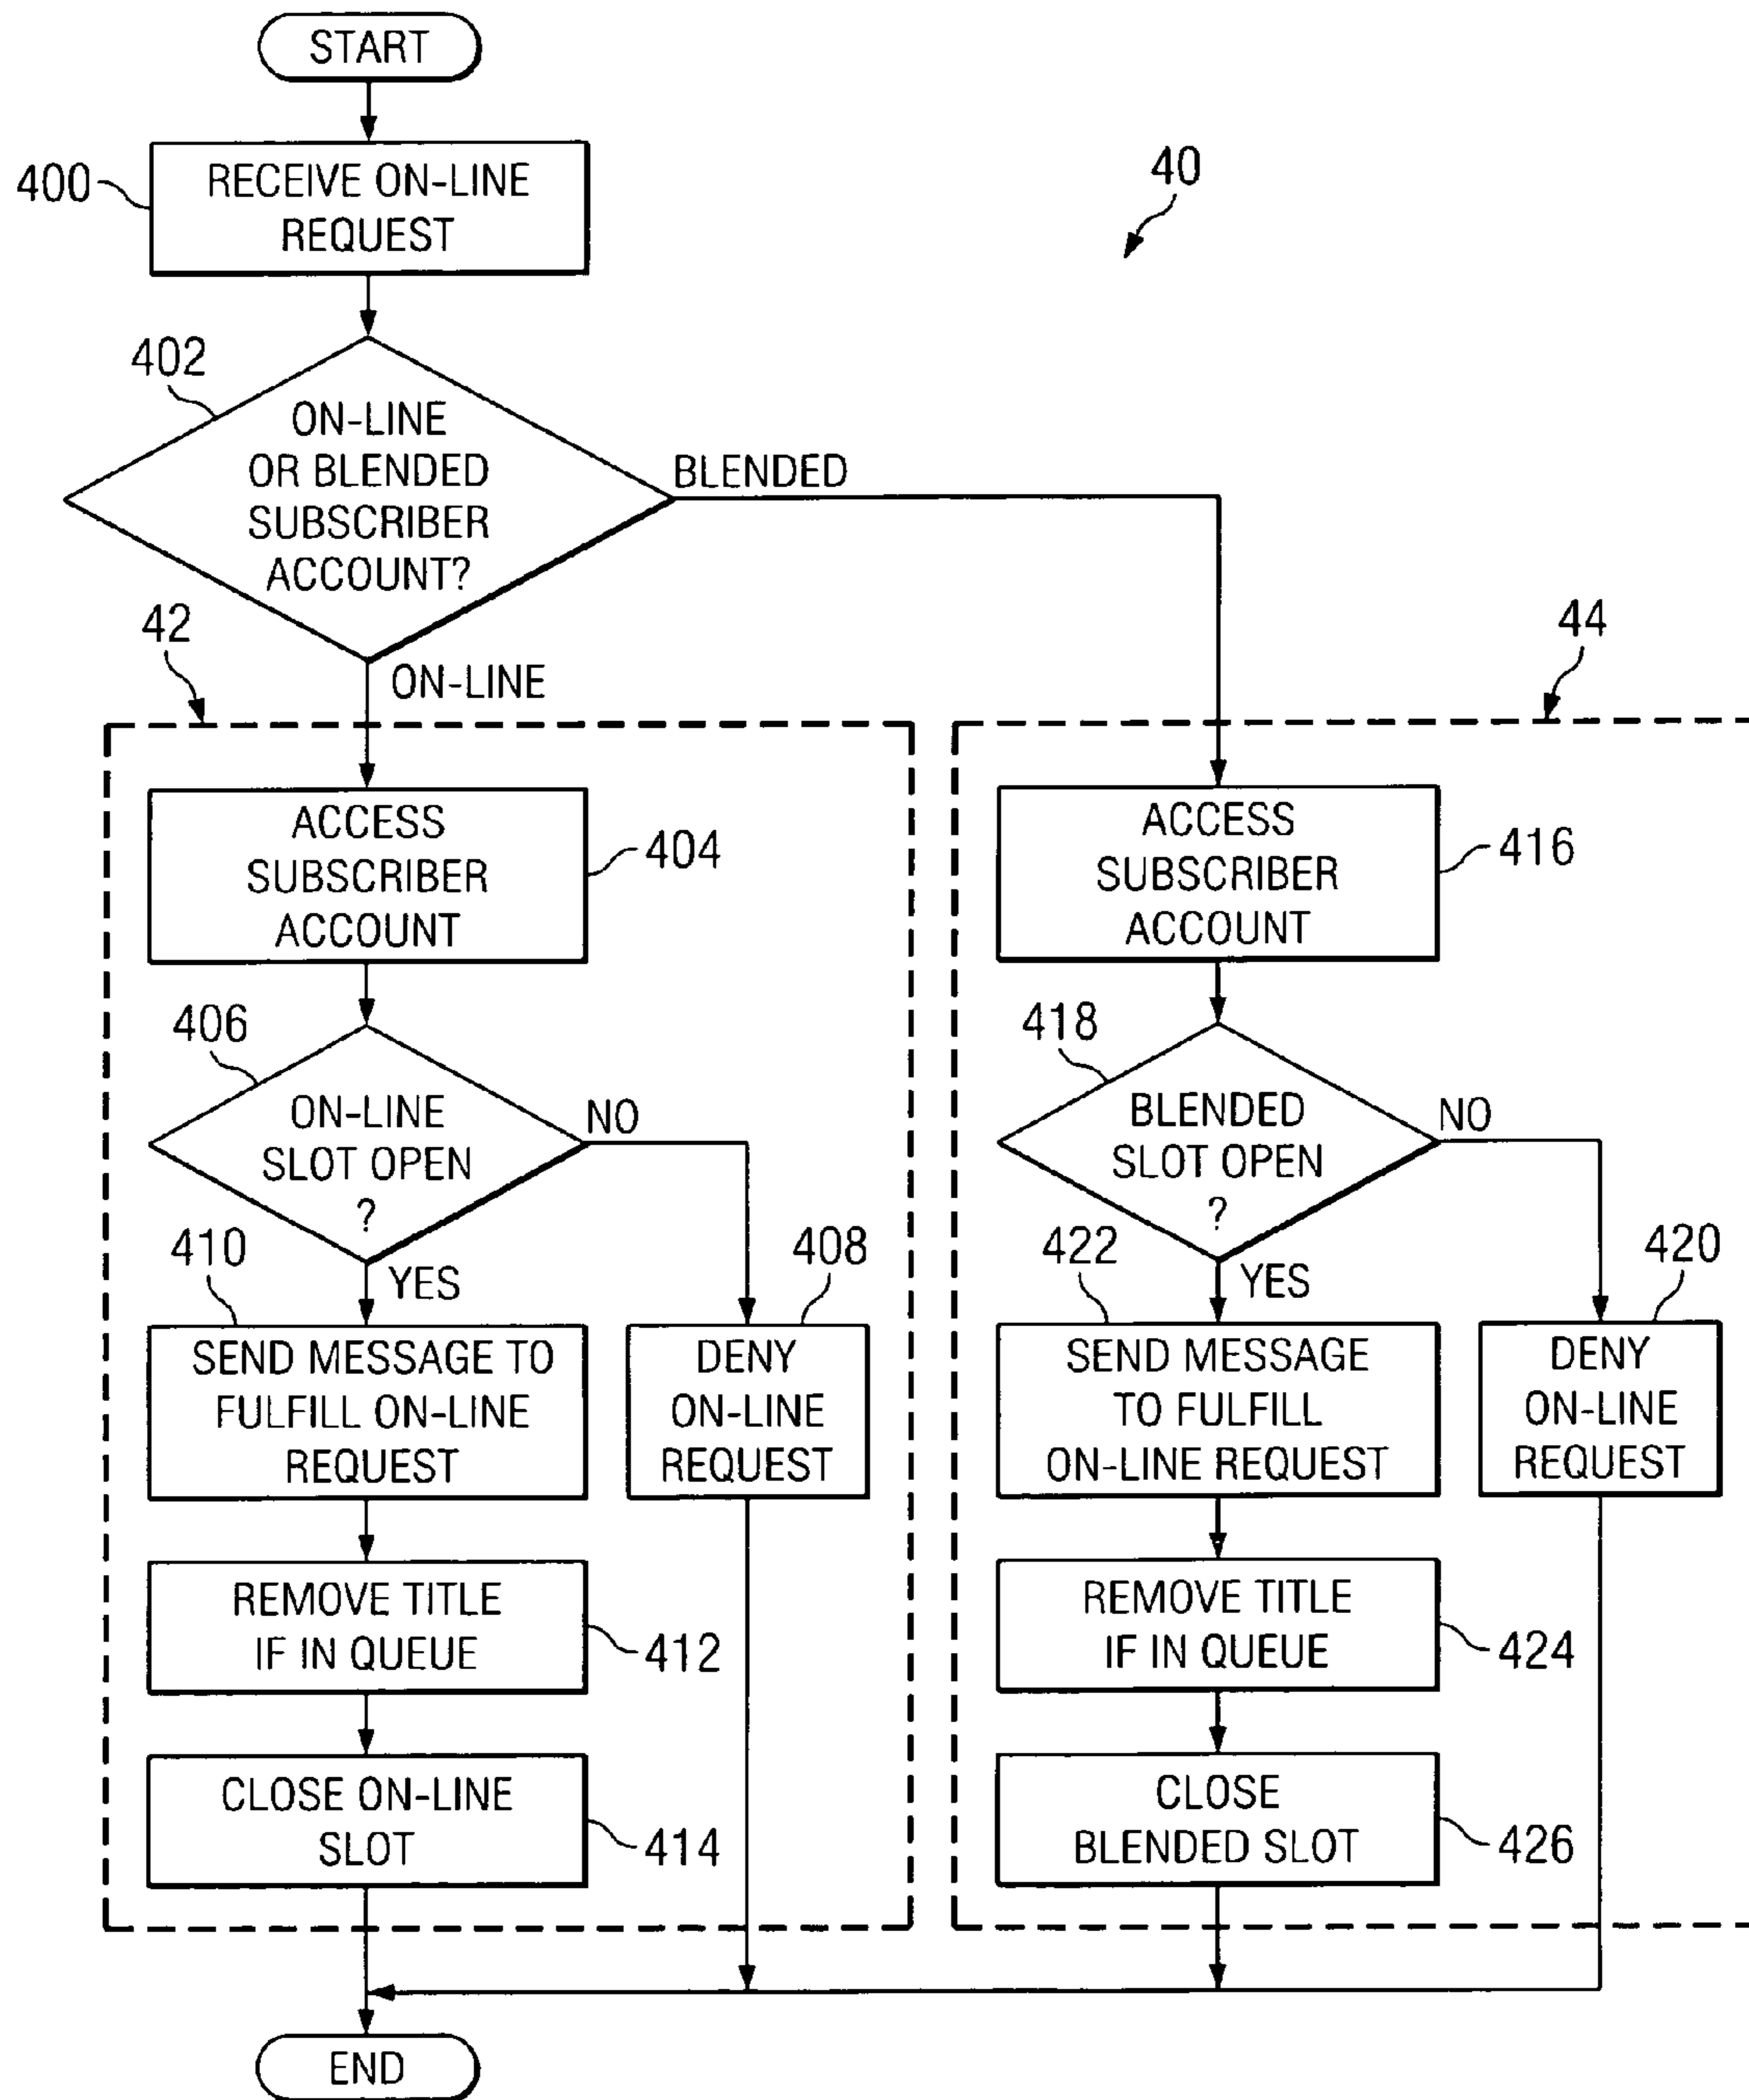 START
400
RECEIVE ON-LINE
REQUEST
40
402
ON-LINE
OR BLENDED
SUBSCRIBER
ACCOUNT?
BLENDED
42
ON-LINE
44
ACCESS
SUBSCRIBER
ACCOUNT
404
406
ON-LINE
SLOT OPEN
?
NO
YES
410
SEND MESSAGE TO
FULFILL ON-LINE
REQUEST
408
DENY
ON-LINE
REQUEST
REMOVE TITLE
IF IN QUEUE
412
CLOSE ON-LINE
SLOT
414
ACCESS
SUBSCRIBER
ACCOUNT
416
418
BLENDED
SLOT OPEN
?
NO
YES
422
SEND MESSAGE
TO FULFILL
ON-LINE REQUEST
420
DENY
ON-LINE
REQUEST
REMOVE TITLE
IF IN QUEUE
424
CLOSE
BLENDED SLOT
426
END